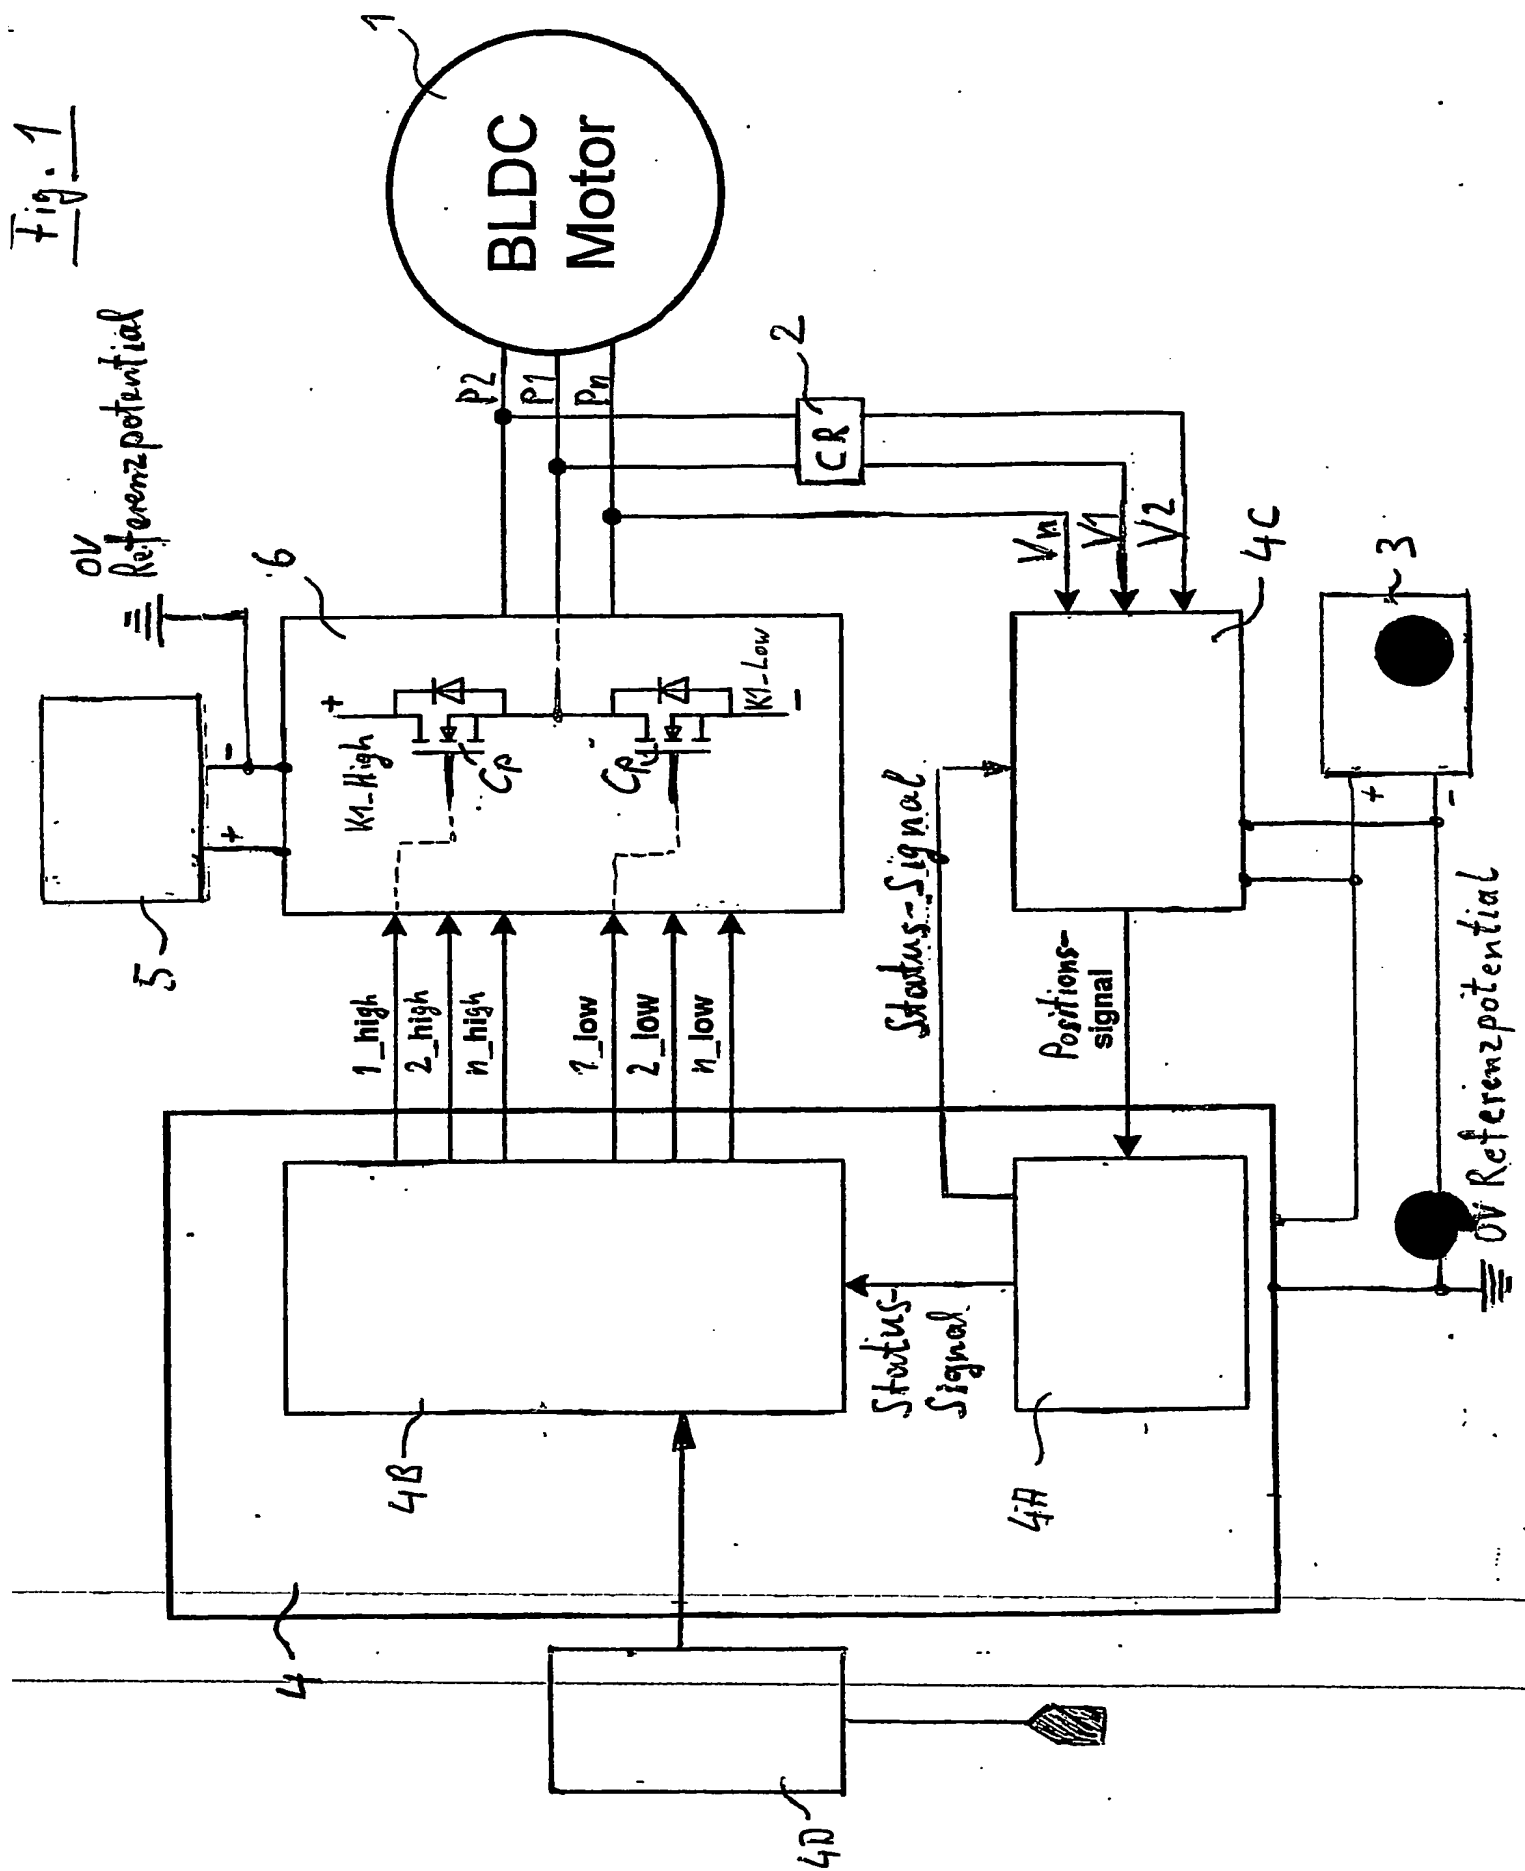 Fig. 1
0V
Referenzpotential
5
+
-
6
1
BLDC
Motor
P2
P1
Pn
K1_High
+
Cp
Cp
K1_Low
-
1_high
2_high
n_high
1_low
2_low
n_low
4
4B
4D
Status-
Signal
Status-Signal
4A
Positions-
signal
CR
2
Vn
V1
V2
4C
3
+
-
0V Referenzpotential